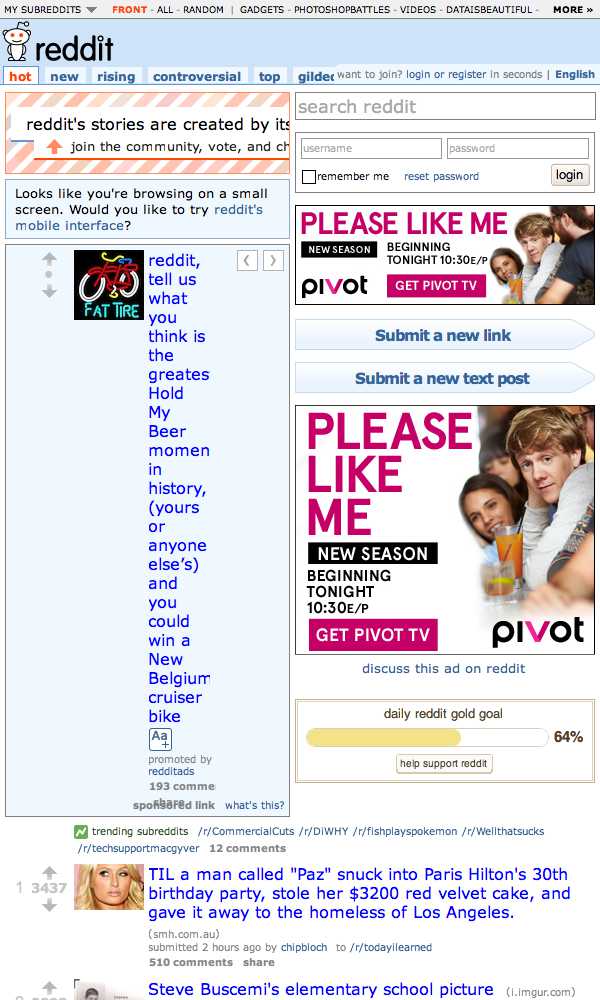 MY SUBREDDITS FRONT - ALL - RANDOM | GADGETS - PHOTOSHOPBATTLES - VIDEOS - DATAISBEAUTIFUL - MORE »
reddit
hot new rising controversial top gilded
want to join? login or register in seconds | English
reddit's stories are created by its
join the community, vote, and ch
Looks like you're browsing on a small
screen. Would you like to try reddit's
mobile interface?
FAT TIRE
reddit,
tell us
what
you
think is
the
greates
Hold
My
Beer
momen
in
history,
(yours
or
anyone
else's)
and
you
could
win a
New
Belgium
cruiser
bike
Aa+
promoted by
redditads
193 comme
share
sponsored link what's this?
search reddit
username password
remember me reset password login
PLEASE LIKE ME
NEW SEASON BEGINNING
TONIGHT 10:30E/P
pivot GET PIVOT TV
Submit a new link
Submit a new text post
PLEASE
LIKE
ME
NEW SEASON
BEGINNING
TONIGHT
10:30E/P
GET PIVOT TV pivot
discuss this ad on reddit
daily reddit gold goal
64%
help support reddit
trending subreddits /r/CommercialCuts /r/DiWHY /r/fishplayspokemon /r/Wellthatsucks
/r/techsupportmacgyver 12 comments
1 3437
TIL a man called "Paz" snuck into Paris Hilton's 30th
birthday party, stole her $3200 red velvet cake, and
gave it away to the homeless of Los Angeles.
(smh.com.au)
submitted 2 hours ago by chipbloch to /r/todayilearned
510 comments share
Steve Buscemi's elementary school picture (i.imgur.com)